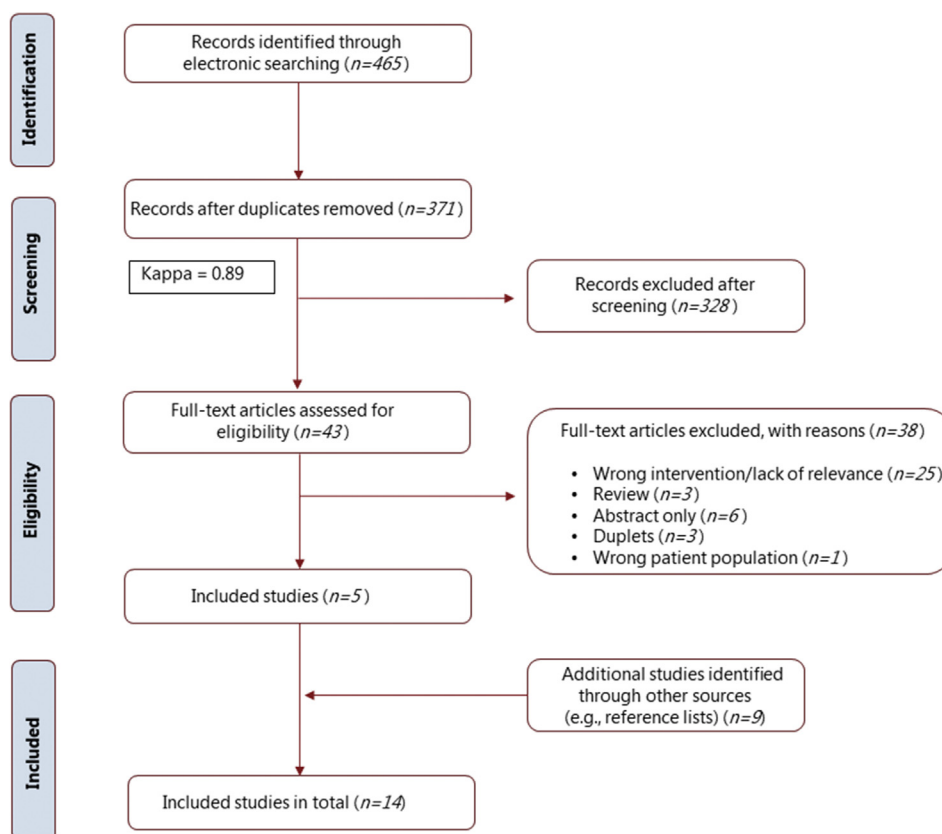 Identification
Records identified through
electronic searching (n=465)
Screening
Records after duplicates removed (n=371)
Kappa = 0.89
Records excluded after
screening (n=328)
Eligibility
Full-text articles assessed for
eligibility (n=43)
Full-text articles excluded, with reasons (n=38)
• Wrong intervention/lack of relevance (n=25)
• Review (n=3)
• Abstract only (n=6)
• Duplets (n=3)
• Wrong patient population (n=1)
Included studies (n=5)
Included
Additional studies identified
through other sources
(e.g., reference lists) (n=9)
Included studies in total (n=14)